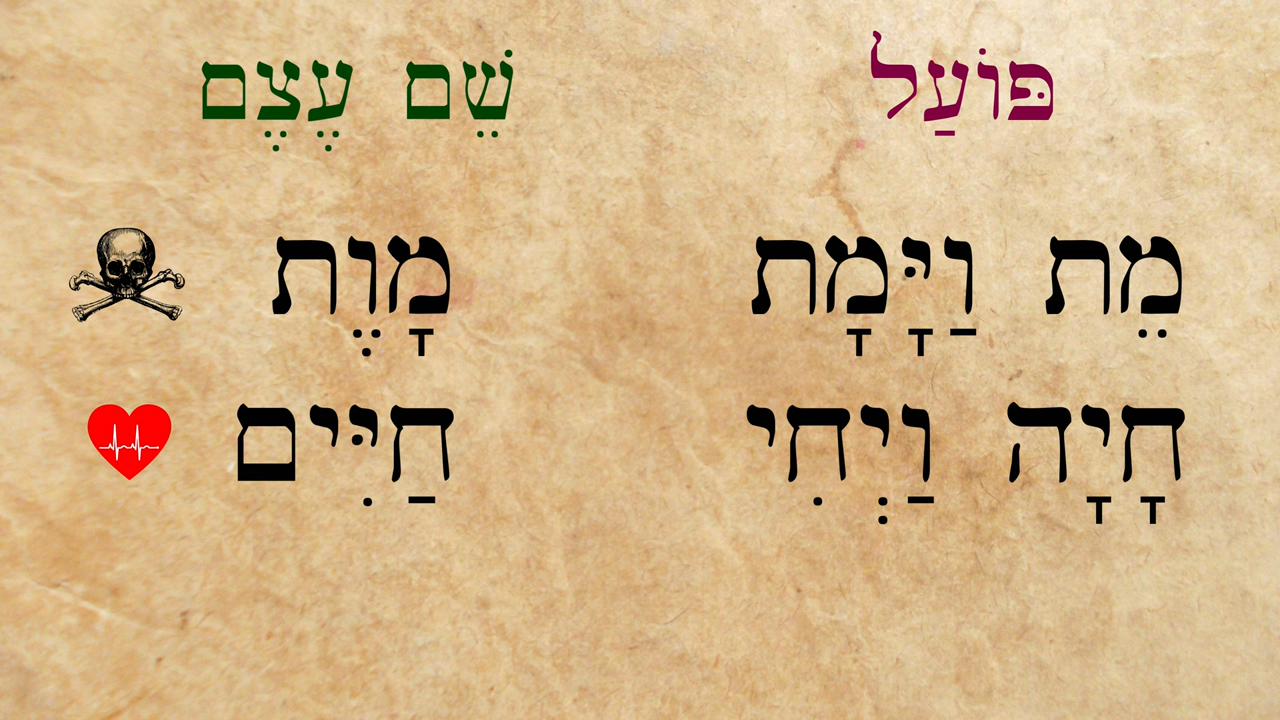 פּוֹעַל שֵׁם עֶצֶם
מֵת וַיָּמָת מָוֶת
חָיָה וַיְחִי חַיִּים